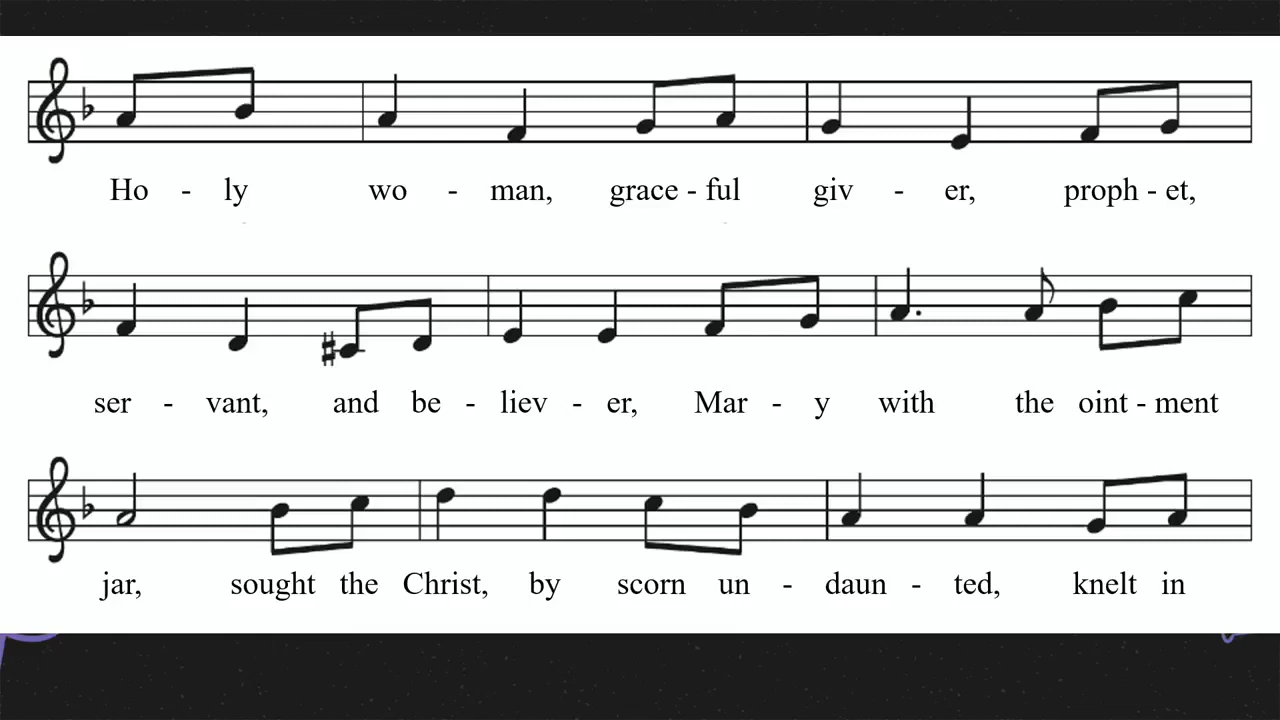 Ho - ly wo - man, grace - ful giv - er, proph - et,
ser - vant, and be - liev - er, Mar - y with the oint - ment
jar, sought the Christ, by scorn un - daun - ted, knelt in